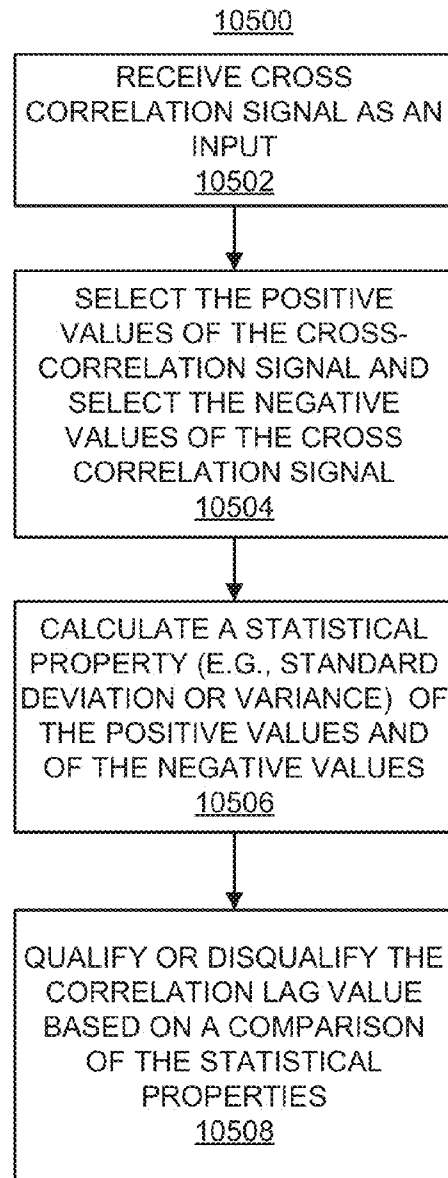 10500
RECEIVE CROSS
CORRELATION SIGNAL AS AN
INPUT
10502
SELECT THE POSITIVE
VALUES OF THE CROSS-
CORRELATION SIGNAL AND
SELECT THE NEGATIVE
VALUES OF THE CROSS
CORRELATION SIGNAL
10504
CALCULATE A STATISTICAL
PROPERTY (E.G., STANDARD
DEVIATION OR VARIANCE) OF
THE POSITIVE VALUES AND
OF THE NEGATIVE VALUES
10506
QUALIFY OR DISQUALIFY THE
CORRELATION LAG VALUE
BASED ON A COMPARISON
OF THE STATISTICAL
PROPERTIES
10508